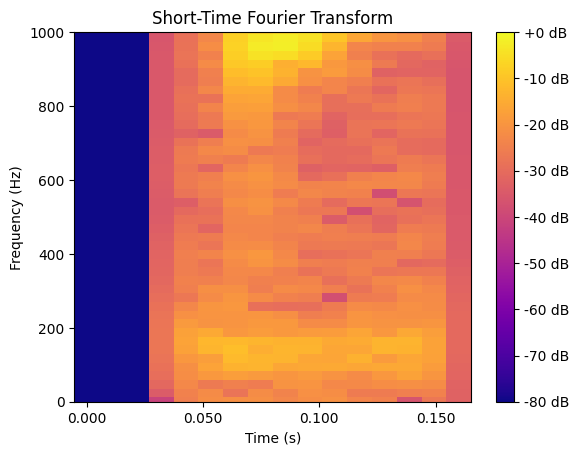 Short-Time Fourier Transform
1000
800
600
400
200
0
Frequency (Hz)
0.000
0.050
0.100
0.150
Time (s)
+0 dB
-10 dB
-20 dB
-30 dB
-40 dB
-50 dB
-60 dB
-70 dB
-80 dB